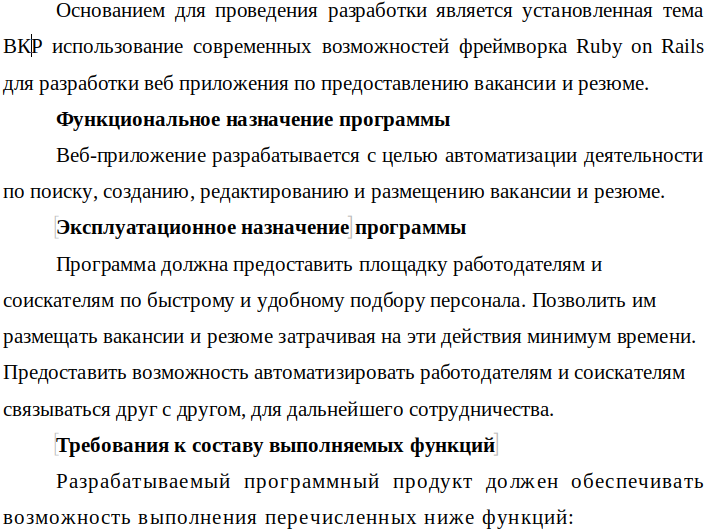 Основанием для проведения разработки является установленная тема
ВКР использование современных возможностей фреймворка Ruby on Rails
для разработки веб приложения по предоставлению вакансии и резюме.
Функциональное назначение программы
Веб-приложение разрабатывается с целью автоматизации деятельности
по поиску, созданию, редактированию и размещению вакансии и резюме.
Эксплуатационное назначение программы
Программа должна предоставить площадку работодателям и
соискателям по быстрому и удобному подбору персонала. Позволить им
размещать вакансии и резюме затрачивая на эти действия минимум времени.
Предоставить возможность автоматизировать работодателям и соискателям
связываться друг с другом, для дальнейшего сотрудничества.
Требования к составу выполняемых функций
Разрабатываемый программный продукт должен обеспечивать
возможность выполнения перечисленных ниже функций: